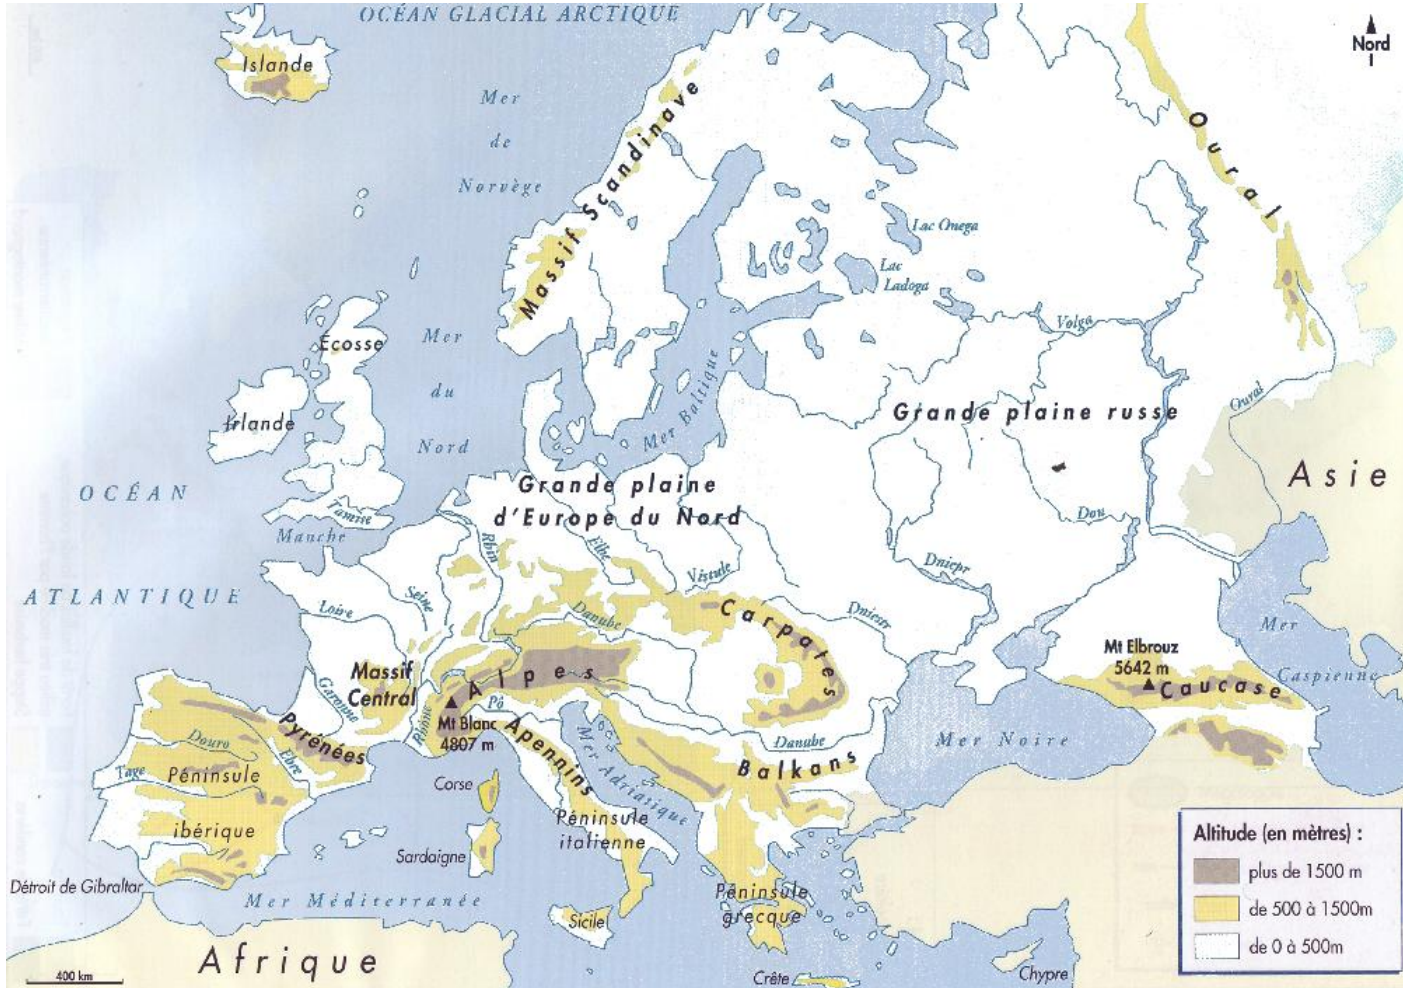 OCÉAN GLACIAL ARCTIQUE
Nord
Islande
Mer
de
Norvège
Massif Scandinave
Oural
Lac Onega
Lac
Ladoga
Volga
Ecosse
Mer
du
Nord
Irlande
Mer Baltique
Grande plaine russe
Oural
Asie
OCÉAN
ATLANTIQUE
Tamise
Manche
Grande plaine
d'Europe du Nord
Rhin
Elbe
Vistule
Dniepr
Dou
Dniestr
Seine
Loire
Danube
Carpates
Mer
Caspienne
Mt Elbrouz
5642 m
Caucase
Massif
Central
Garonne
Rhône
Alpes
Mt Blanc
4807 m
Pô
Pyrénées
Douro
Ebre
Tage
Péninsule
ibérique
Apennins
Mer Adriatique
Danube
Balkans
Mer Noire
Corse
Sardaigne
Péninsule
italienne
Détroit de Gibraltar
Mer Méditerranée
Sicile
Péninsule
grecque
Crête
Chypre
Afrique
400 km
Altitude (en mètres) :
plus de 1500 m
de 500 à 1500m
de 0 à 500m